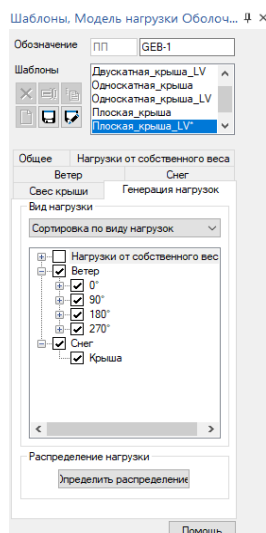 Шаблоны, Модель нагрузки Оболоч...
Обозначение ПП GEB-1
Шаблоны
Двускатная_крыша_LV
Односкатная_крыша
Односкатная_крыша_LV
Плоская_крыша
Плоская_крыша_LV*
Общее Нагрузки от собственного веса
Ветер Снег
Свес крыши Генерация нагрузок
Вид нагрузки
Сортировка по виду нагрузок
Нагрузки от собственного вес
Ветер
0°
90°
180°
270°
Снег
Крыша
Распределение нагрузки
Определить распределение
Помощь